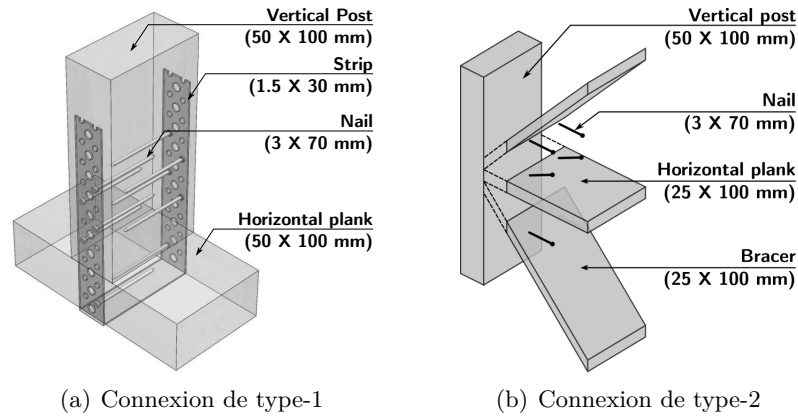 Vertical Post
(50 X 100 mm)
Strip
(1.5 X 30 mm)
Nail
(3 X 70 mm)
Horizontal plank
(50 X 100 mm)
(a) Connexion de type-1
Vertical post
(50 X 100 mm)
Nail
(3 X 70 mm)
Horizontal plank
(25 X 100 mm)
Bracer
(25 X 100 mm)
(b) Connexion de type-2